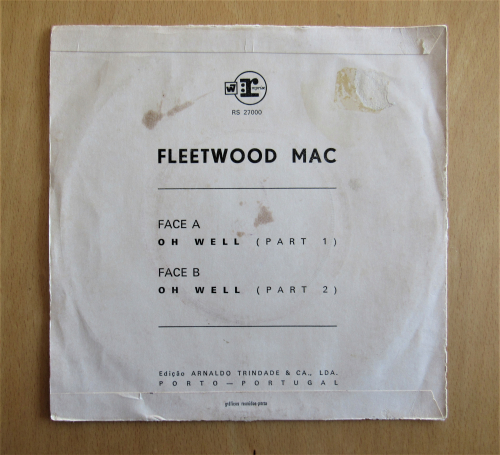 W
r
reprise
RS 27000
FLEETWOOD MAC
FACE A
OH WELL (PART 1)
FACE B
OH WELL (PART 2)
Edição ARNALDO TRINDADE & CA., LDA.
PORTO—PORTUGAL